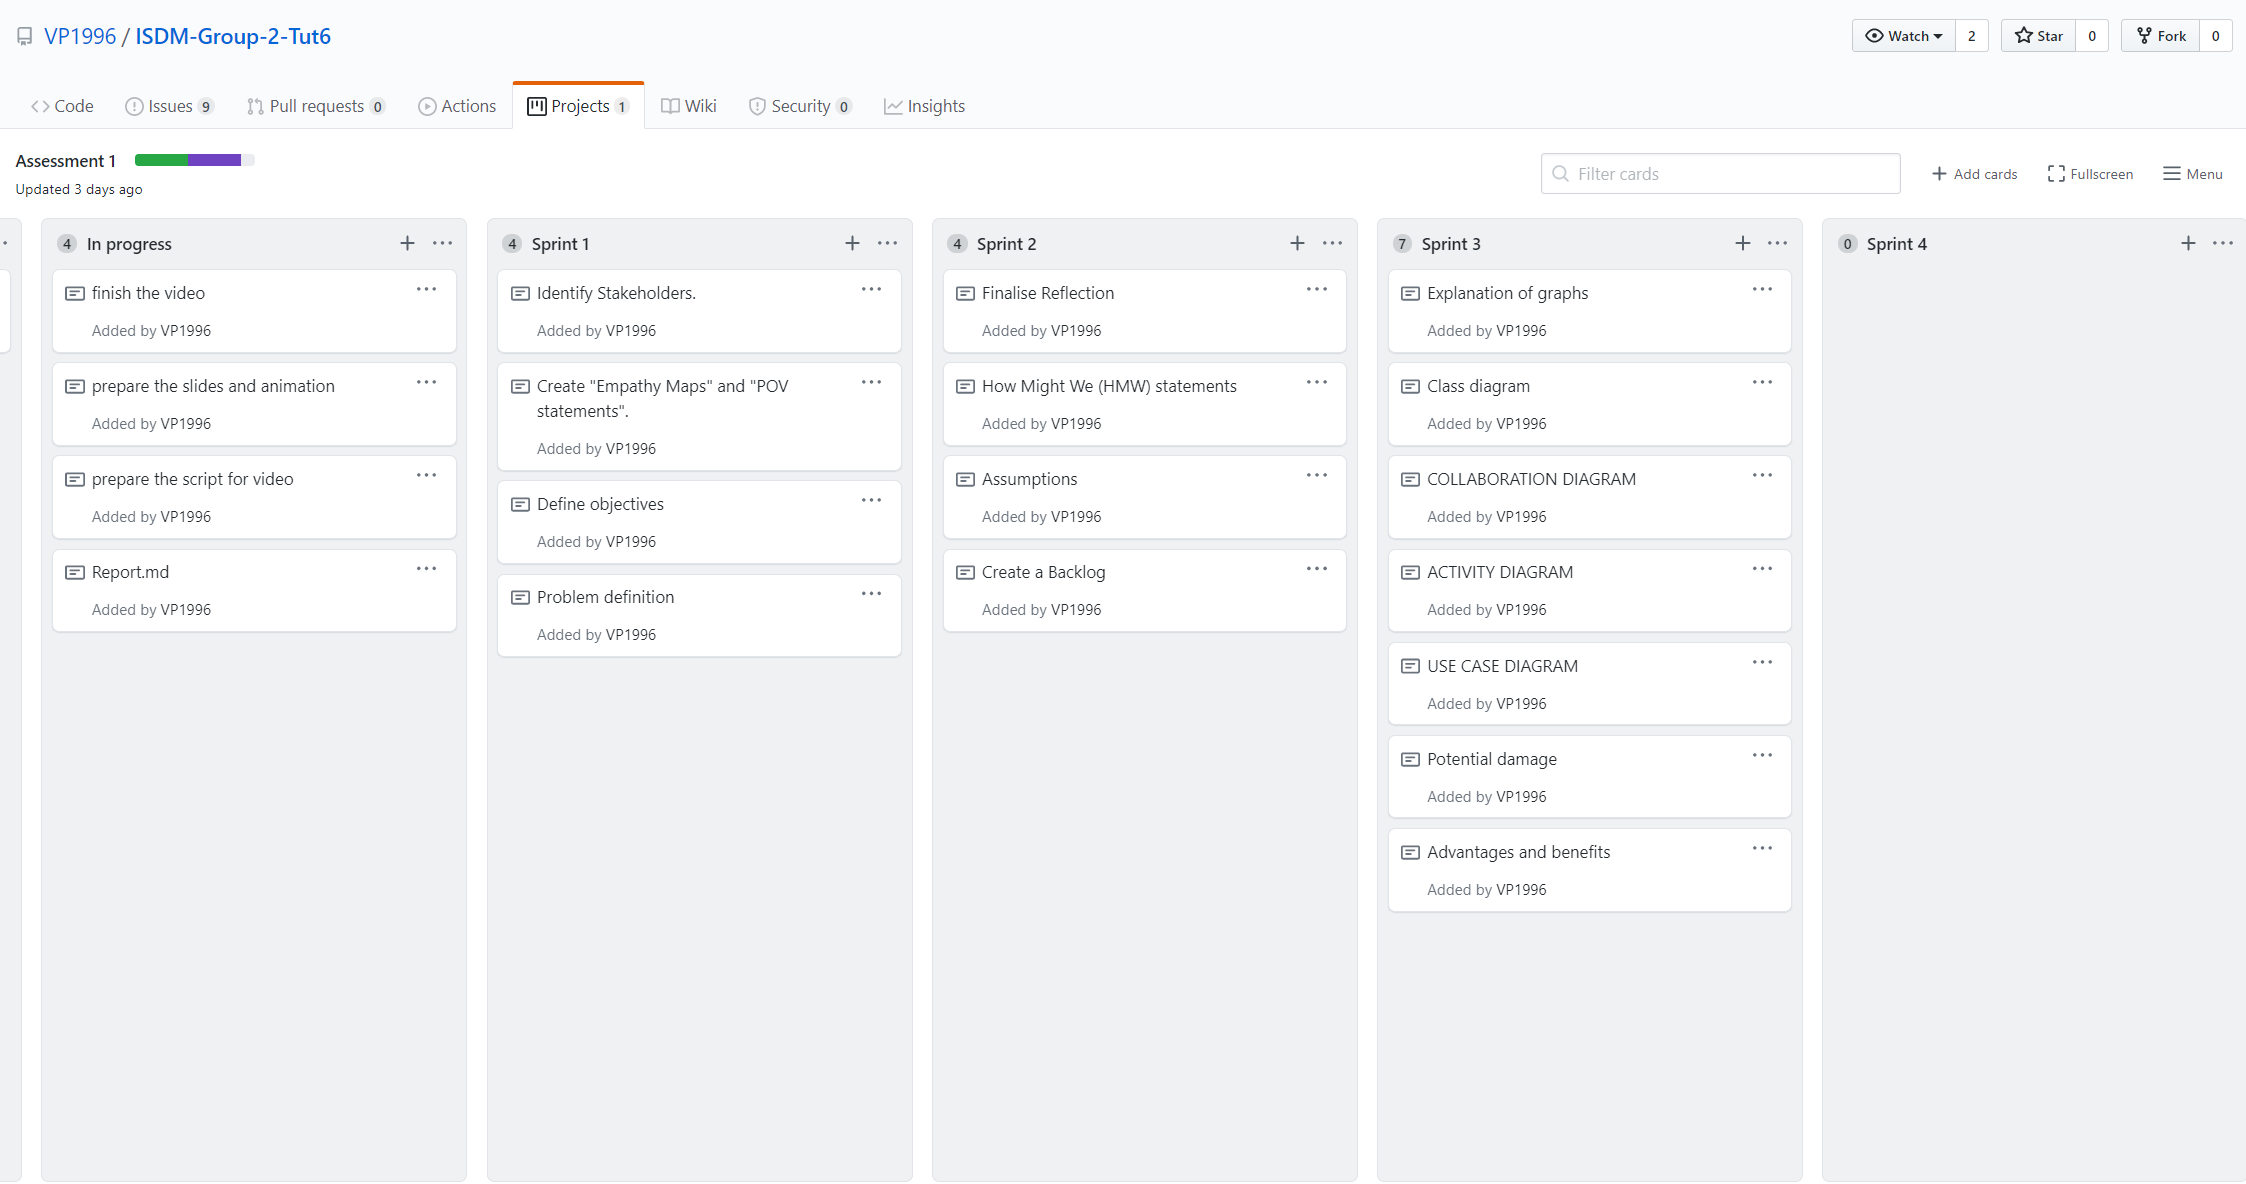 VP1996 / ISDM-Group-2-Tut6
Watch 2 Star 0 Fork 0
Code Issues 9 Pull requests 0 Actions Projects 1 Wiki Security 0 Insights
Assessment 1
Updated 3 days ago
Filter cards
Add cards Fullscreen Menu
4 In progress
finish the video
Added by VP1996
prepare the slides and animation
Added by VP1996
prepare the script for video
Added by VP1996
Report.md
Added by VP1996
4 Sprint 1
Identify Stakeholders.
Added by VP1996
Create "Empathy Maps" and "POV
statements".
Added by VP1996
Define objectives
Added by VP1996
Problem definition
Added by VP1996
4 Sprint 2
Finalise Reflection
Added by VP1996
How Might We (HMW) statements
Added by VP1996
Assumptions
Added by VP1996
Create a Backlog
Added by VP1996
7 Sprint 3
Explanation of graphs
Added by VP1996
Class diagram
Added by VP1996
COLLABORATION DIAGRAM
Added by VP1996
ACTIVITY DIAGRAM
Added by VP1996
USE CASE DIAGRAM
Added by VP1996
Potential damage
Added by VP1996
Advantages and benefits
Added by VP1996
0 Sprint 4